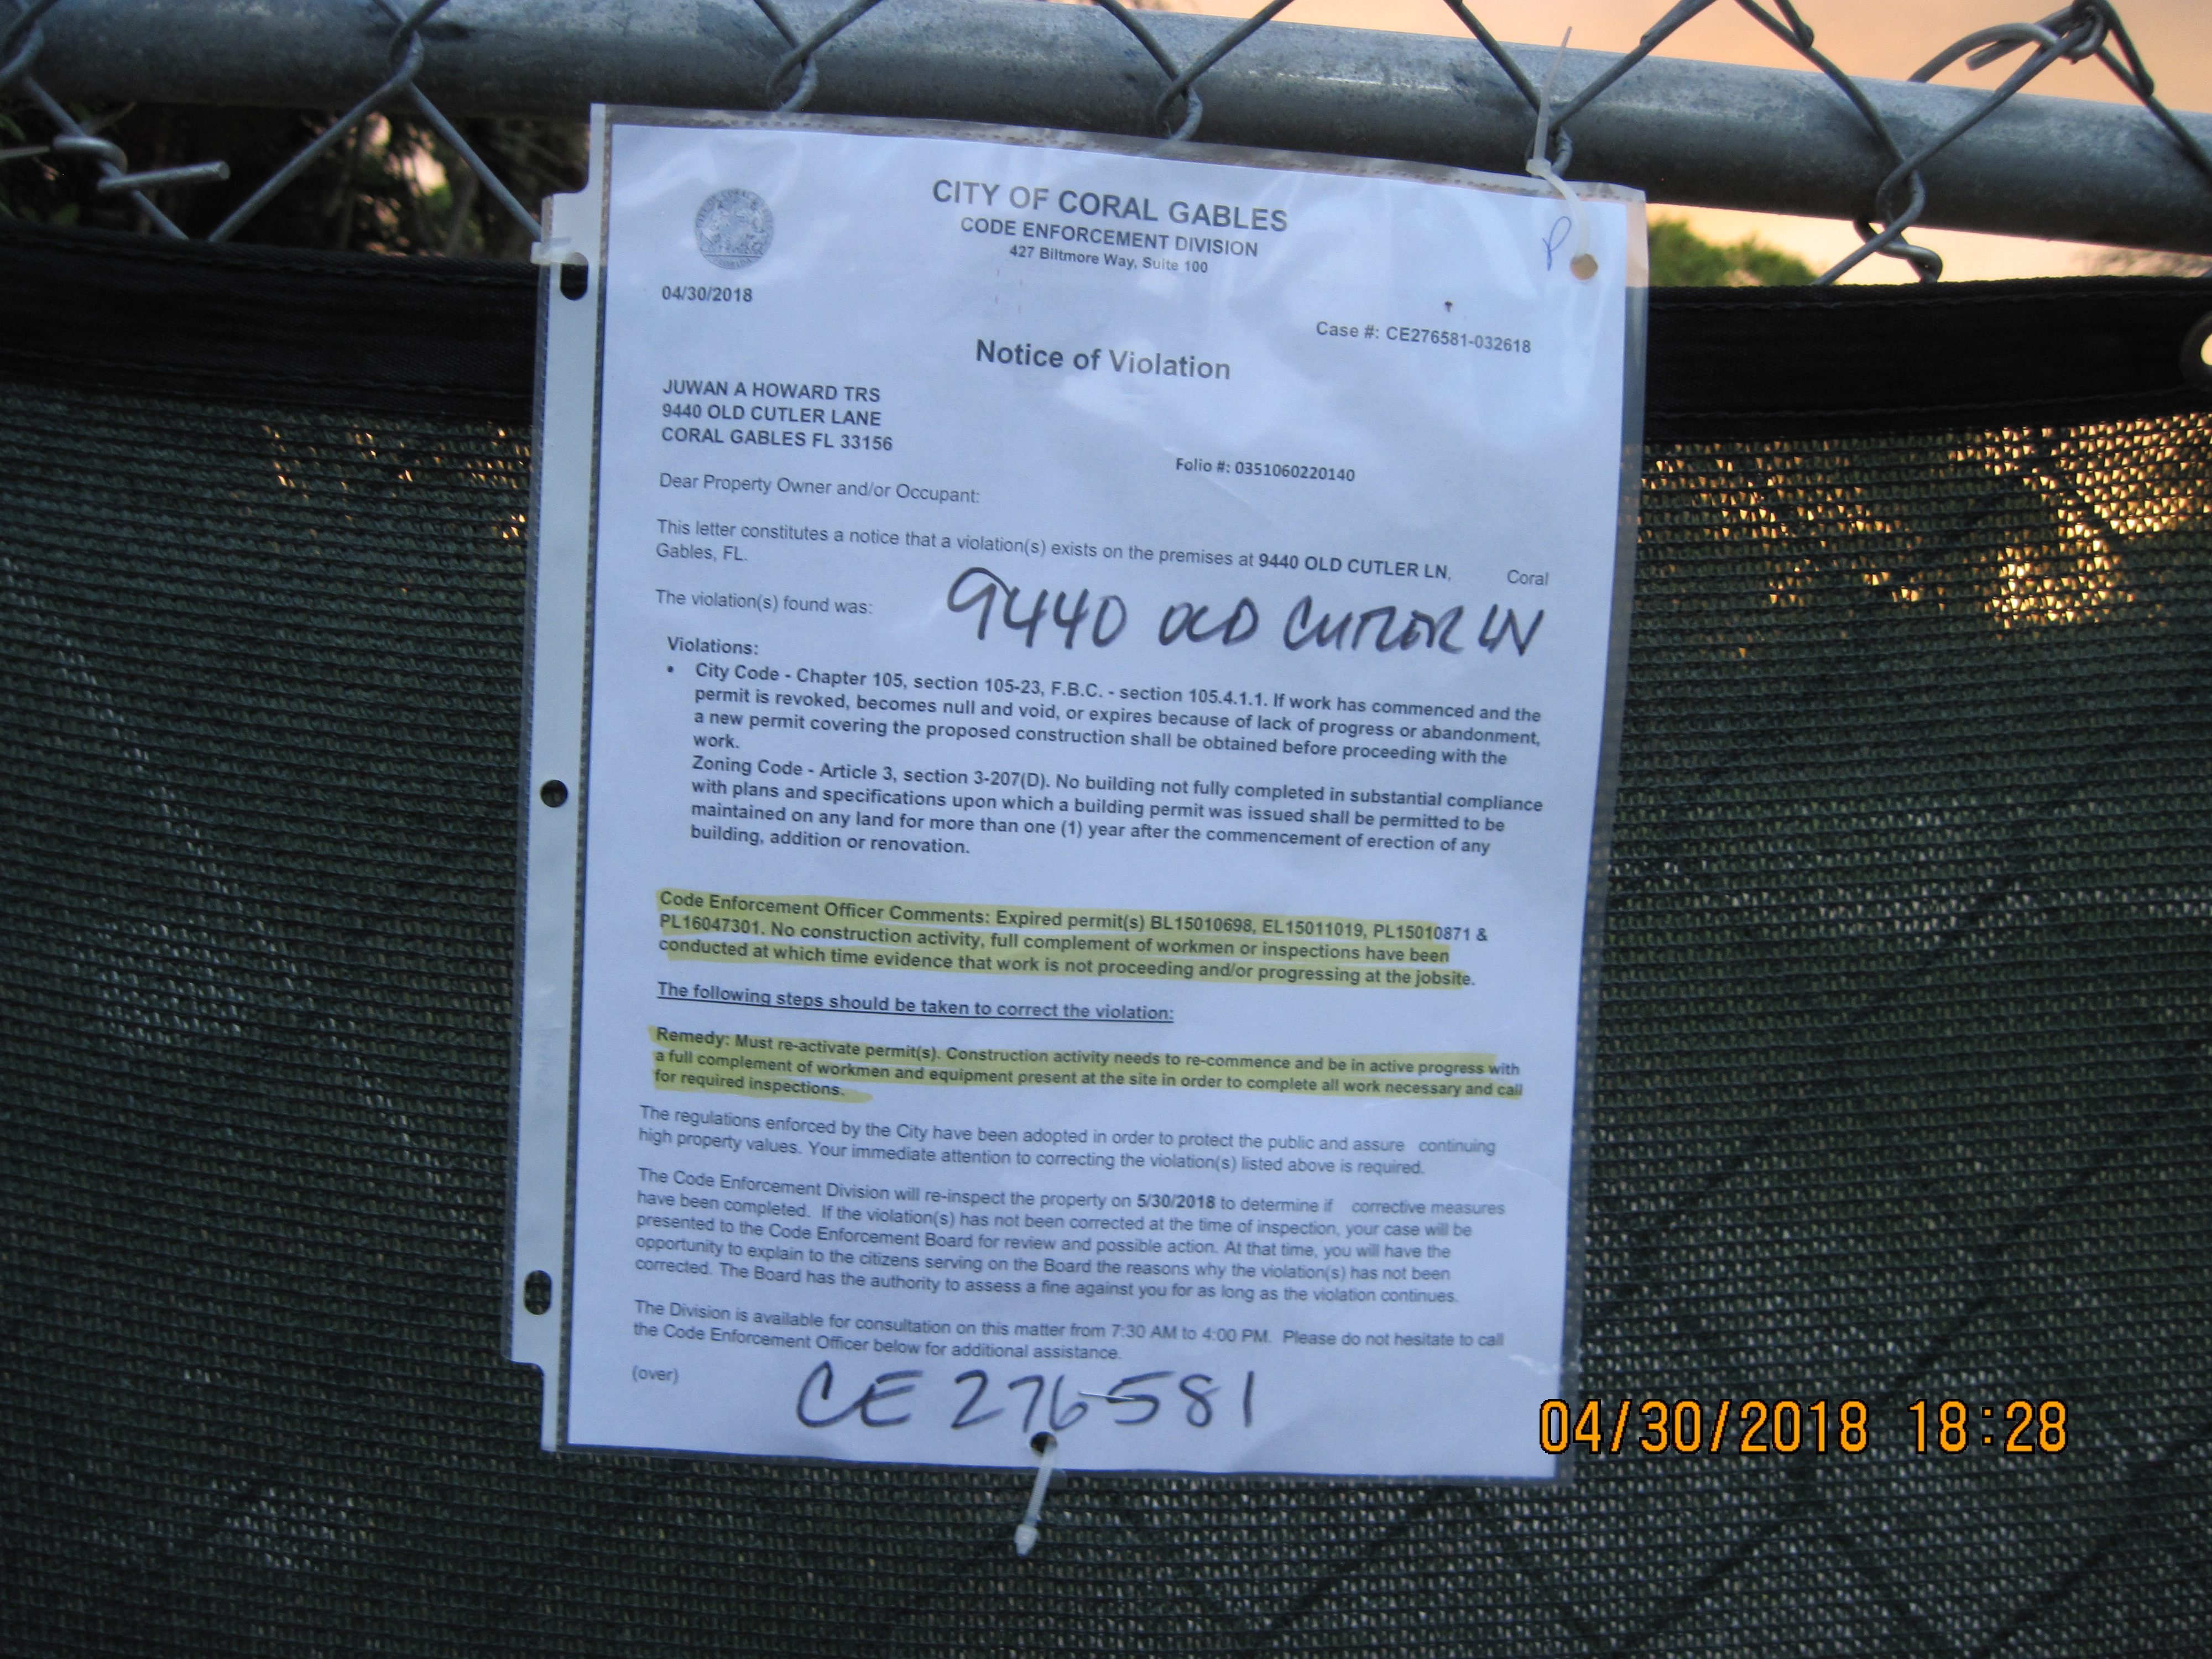 CITY OF CORAL GABLES
CODE ENFORCEMENT DIVISION
427 Biltmore Way, Suite 100
P
04/30/2018
Case #: CE276581-032618
Notice of Violation
JUWAN A HOWARD TRS
9440 OLD CUTLER LANE
CORAL GABLES FL 33156
Folio #: 0351060220140
Dear Property Owner and/or Occupant:
This letter constitutes a notice that a violation(s) exists on the premises at 9440 OLD CUTLER LN, Coral
Gables, FL.
The violation(s) found was:
9440 OLD CUTLER LN
Violations:
• City Code - Chapter 105, section 105-23, F.B.C. - section 105.4.1.1. If work has commenced and the
permit is revoked, becomes null and void, or expires because of lack of progress or abandonment,
a new permit covering the proposed construction shall be obtained before proceeding with the
work.
Zoning Code - Article 3, section 3-207(D). No building not fully completed in substantial compliance
with plans and specifications upon which a building permit was issued shall be permitted to be
maintained on any land for more than one (1) year after the commencement of erection of any
building, addition or renovation.
Code Enforcement Officer Comments: Expired permit(s) BL15010698, EL15011019, PL15010871 &
PL16047301. No construction activity, full complement of workmen or inspections have been
conducted at which time evidence that work is not proceeding and/or progressing at the jobsite.
The following steps should be taken to correct the violation:
Remedy: Must re-activate permit(s). Construction activity needs to re-commence and be in active progress with
a full complement of workmen and equipment present at the site in order to complete all work necessary and call
for required inspections.
The regulations enforced by the City have been adopted in order to protect the public and assure continuing
high property values. Your immediate attention to correcting the violation(s) listed above is required.
The Code Enforcement Division will re-inspect the property on 5/30/2018 to determine if corrective measures
have been completed. If the violation(s) has not been corrected at the time of inspection, your case will be
presented to the Code Enforcement Board for review and possible action. At that time, you will have the
opportunity to explain to the citizens serving on the Board the reasons why the violation(s) has not been
corrected. The Board has the authority to assess a fine against you for as long as the violation continues.
The Division is available for consultation on this matter from 7:30 AM to 4:00 PM. Please do not hesitate to call
the Code Enforcement Officer below for additional assistance.
(over)
CE 276581
04/30/2018 18:28